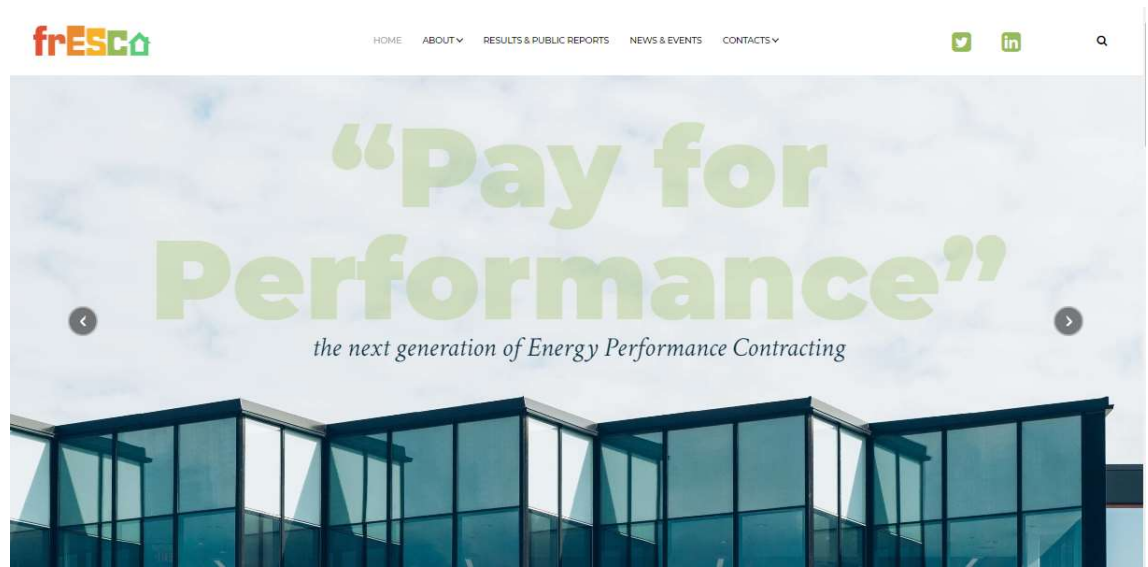 frESCO
HOME ABOUT RESULTS & PUBLIC REPORTS NEWS & EVENTS CONTACTS
“Pay for
Performance”
the next generation of Energy Performance Contracting